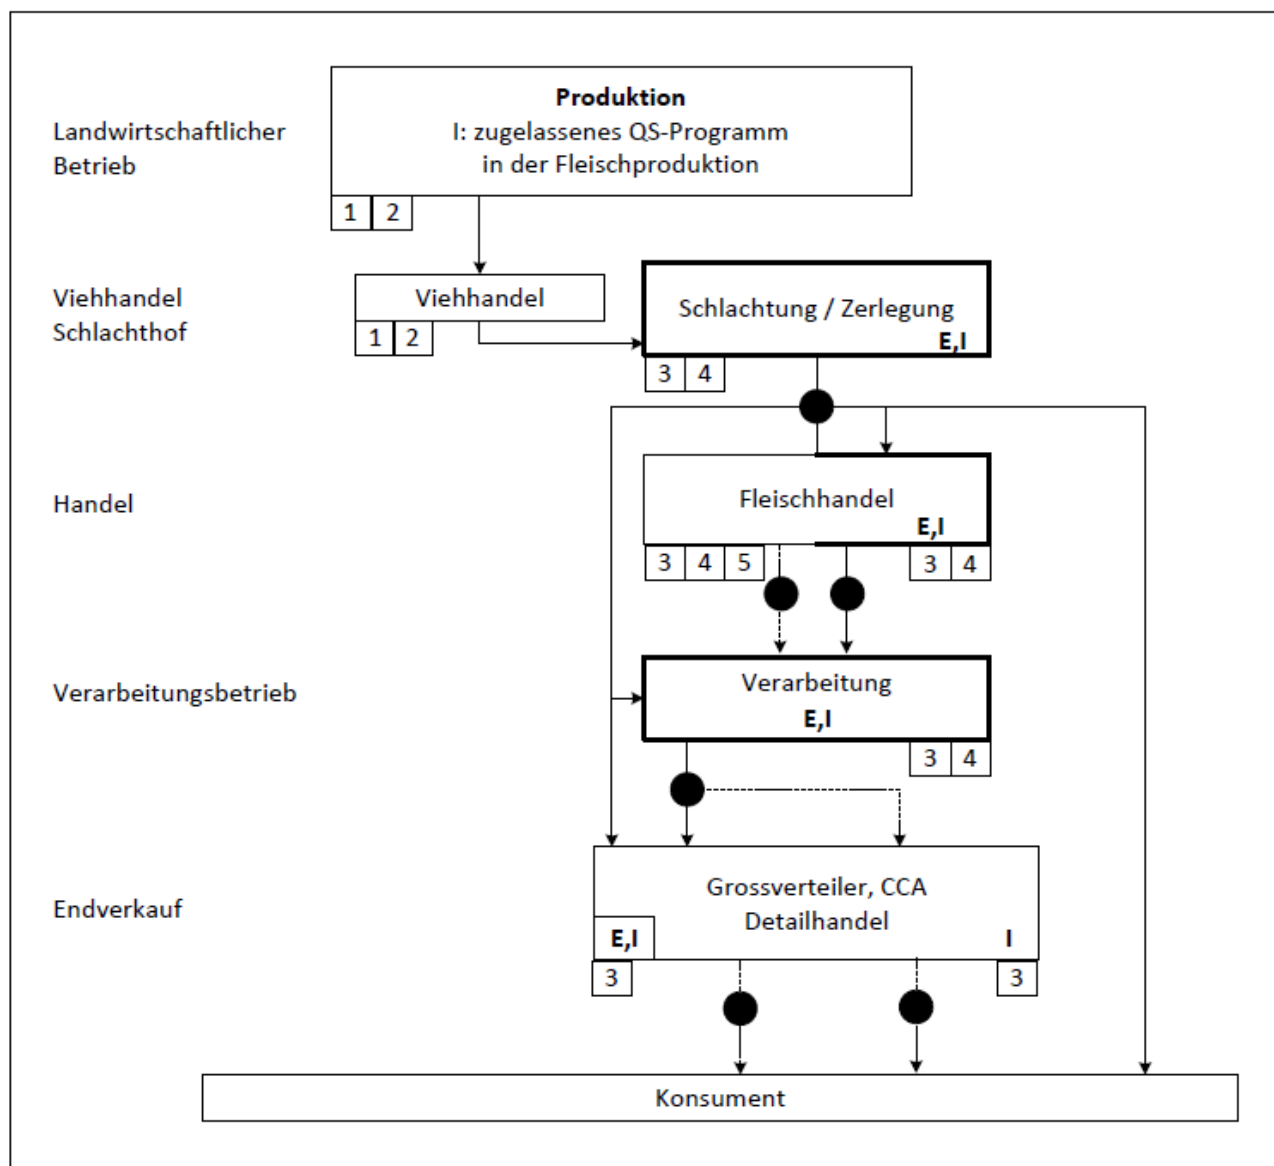 Produktion
Landwirtschaftlicher
Betrieb
I: zugelassenes QS-Programm
in der Fleischproduktion
1 2
Viehhandel
Schlachthof
Viehhandel
1 2
Schlachtung / Zerlegung
E,I
3 4
Handel
Fleischhandel
E,I
3 4 5
3 4
Verarbeitungsbetrieb
Verarbeitung
E,I
3 4
Endverkauf
Grossverteiler, CCA
Detailhandel
E,I
I
3
3
Konsument